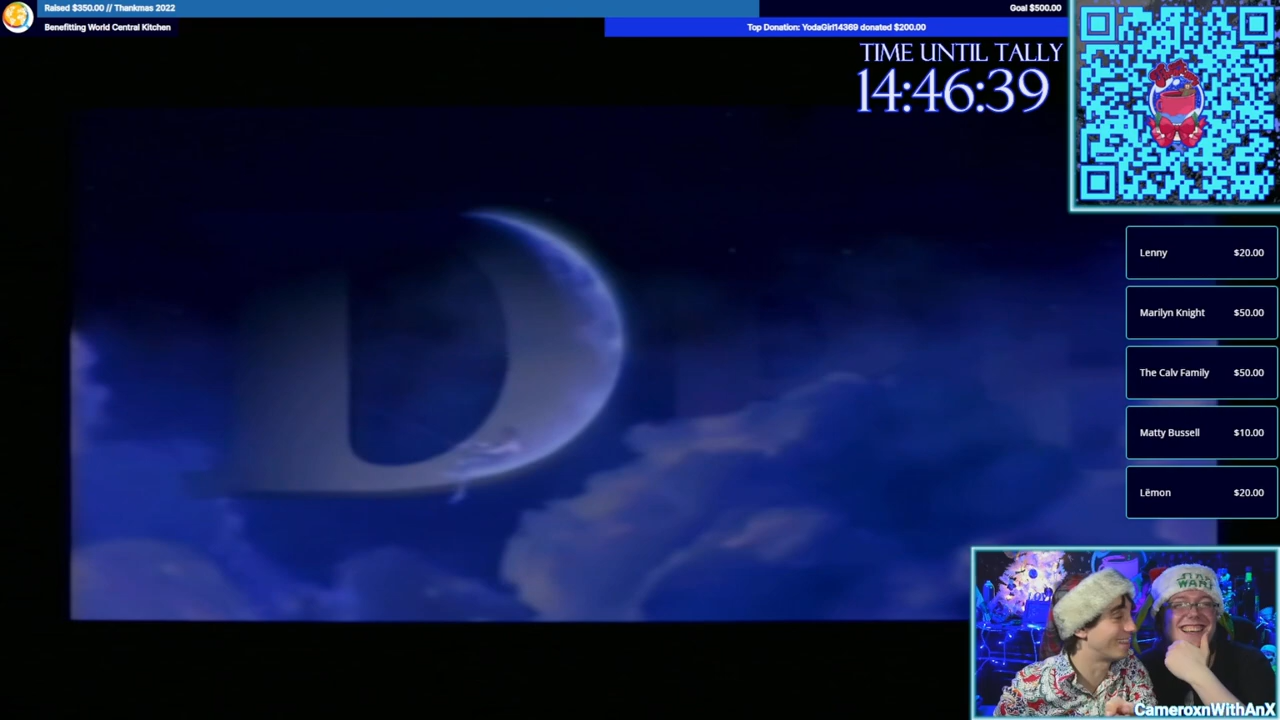 Raised $350.00 // Thankmas 2022
Goal $500.00
Benefitting World Central Kitchen
Top Donation: YodaGirl14369 donated $200.00
TIME UNTIL TALLY
14:46:39
D
Lenny $20.00
Marilyn Knight $50.00
The Calv Family $50.00
Matty Bussell $10.00
Lēmon $20.00
STAR
WARS
CameroxnWithAnX